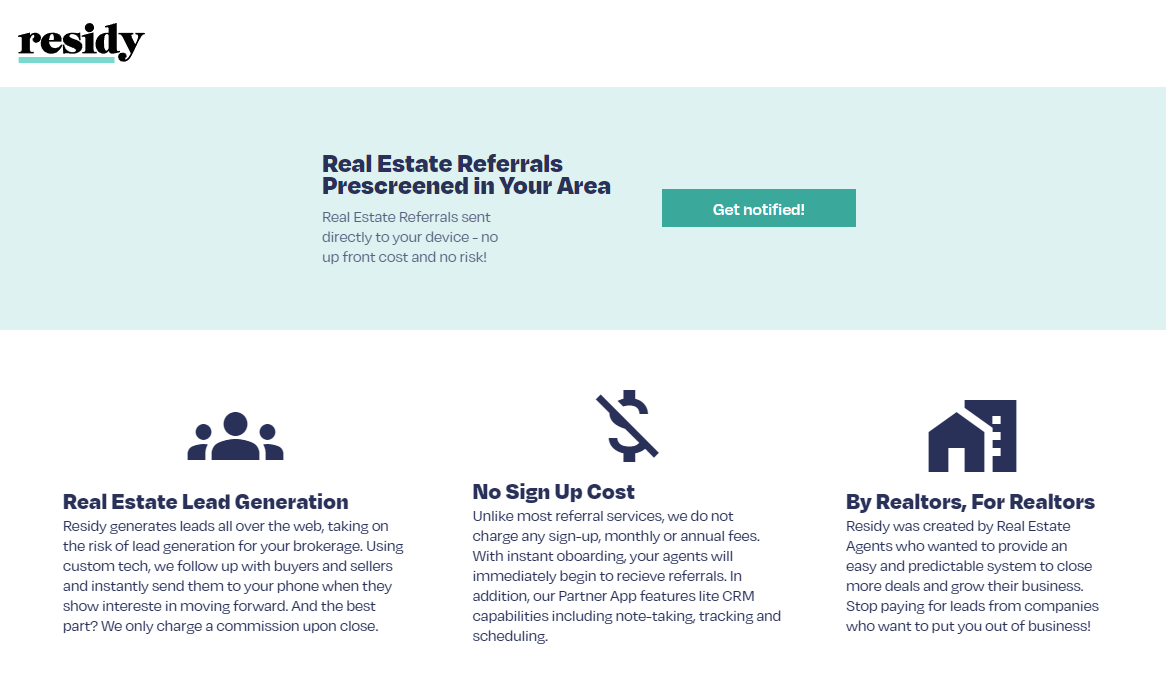 residy
Real Estate Referrals
Prescreened in Your Area
Real Estate Referrals sent
directly to your device - no
up front cost and no risk!
Get notified!
Real Estate Lead Generation
Residy generates leads all over the web, taking on
the risk of lead generation for your brokerage. Using
custom tech, we follow up with buyers and sellers
and instantly send them to your phone when they
show intereste in moving forward. And the best
part? We only charge a commission upon close.
No Sign Up Cost
Unlike most referral services, we do not
charge any sign-up, monthly or annual fees.
With instant oboarding, your agents will
immediately begin to recieve referrals. In
addition, our Partner App features lite CRM
capabilities including note-taking, tracking and
scheduling.
By Realtors, For Realtors
Residy was created by Real Estate
Agents who wanted to provide an
easy and predictable system to close
more deals and grow their business.
Stop paying for leads from companies
who want to put you out of business!